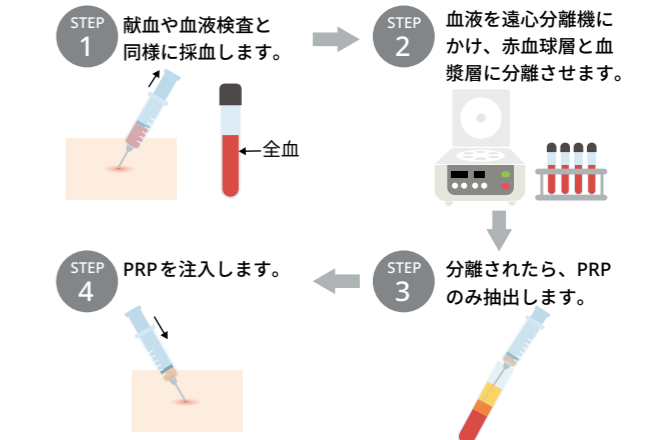 STEP
1
献血や血液検査と
同様に採血します。
全血
STEP
2
血液を遠心分離機に
かけ、赤血球層と血
漿層に分離させます。
STEP
3
分離されたら、PRP
のみ抽出します。
STEP
4
PRPを注入します。